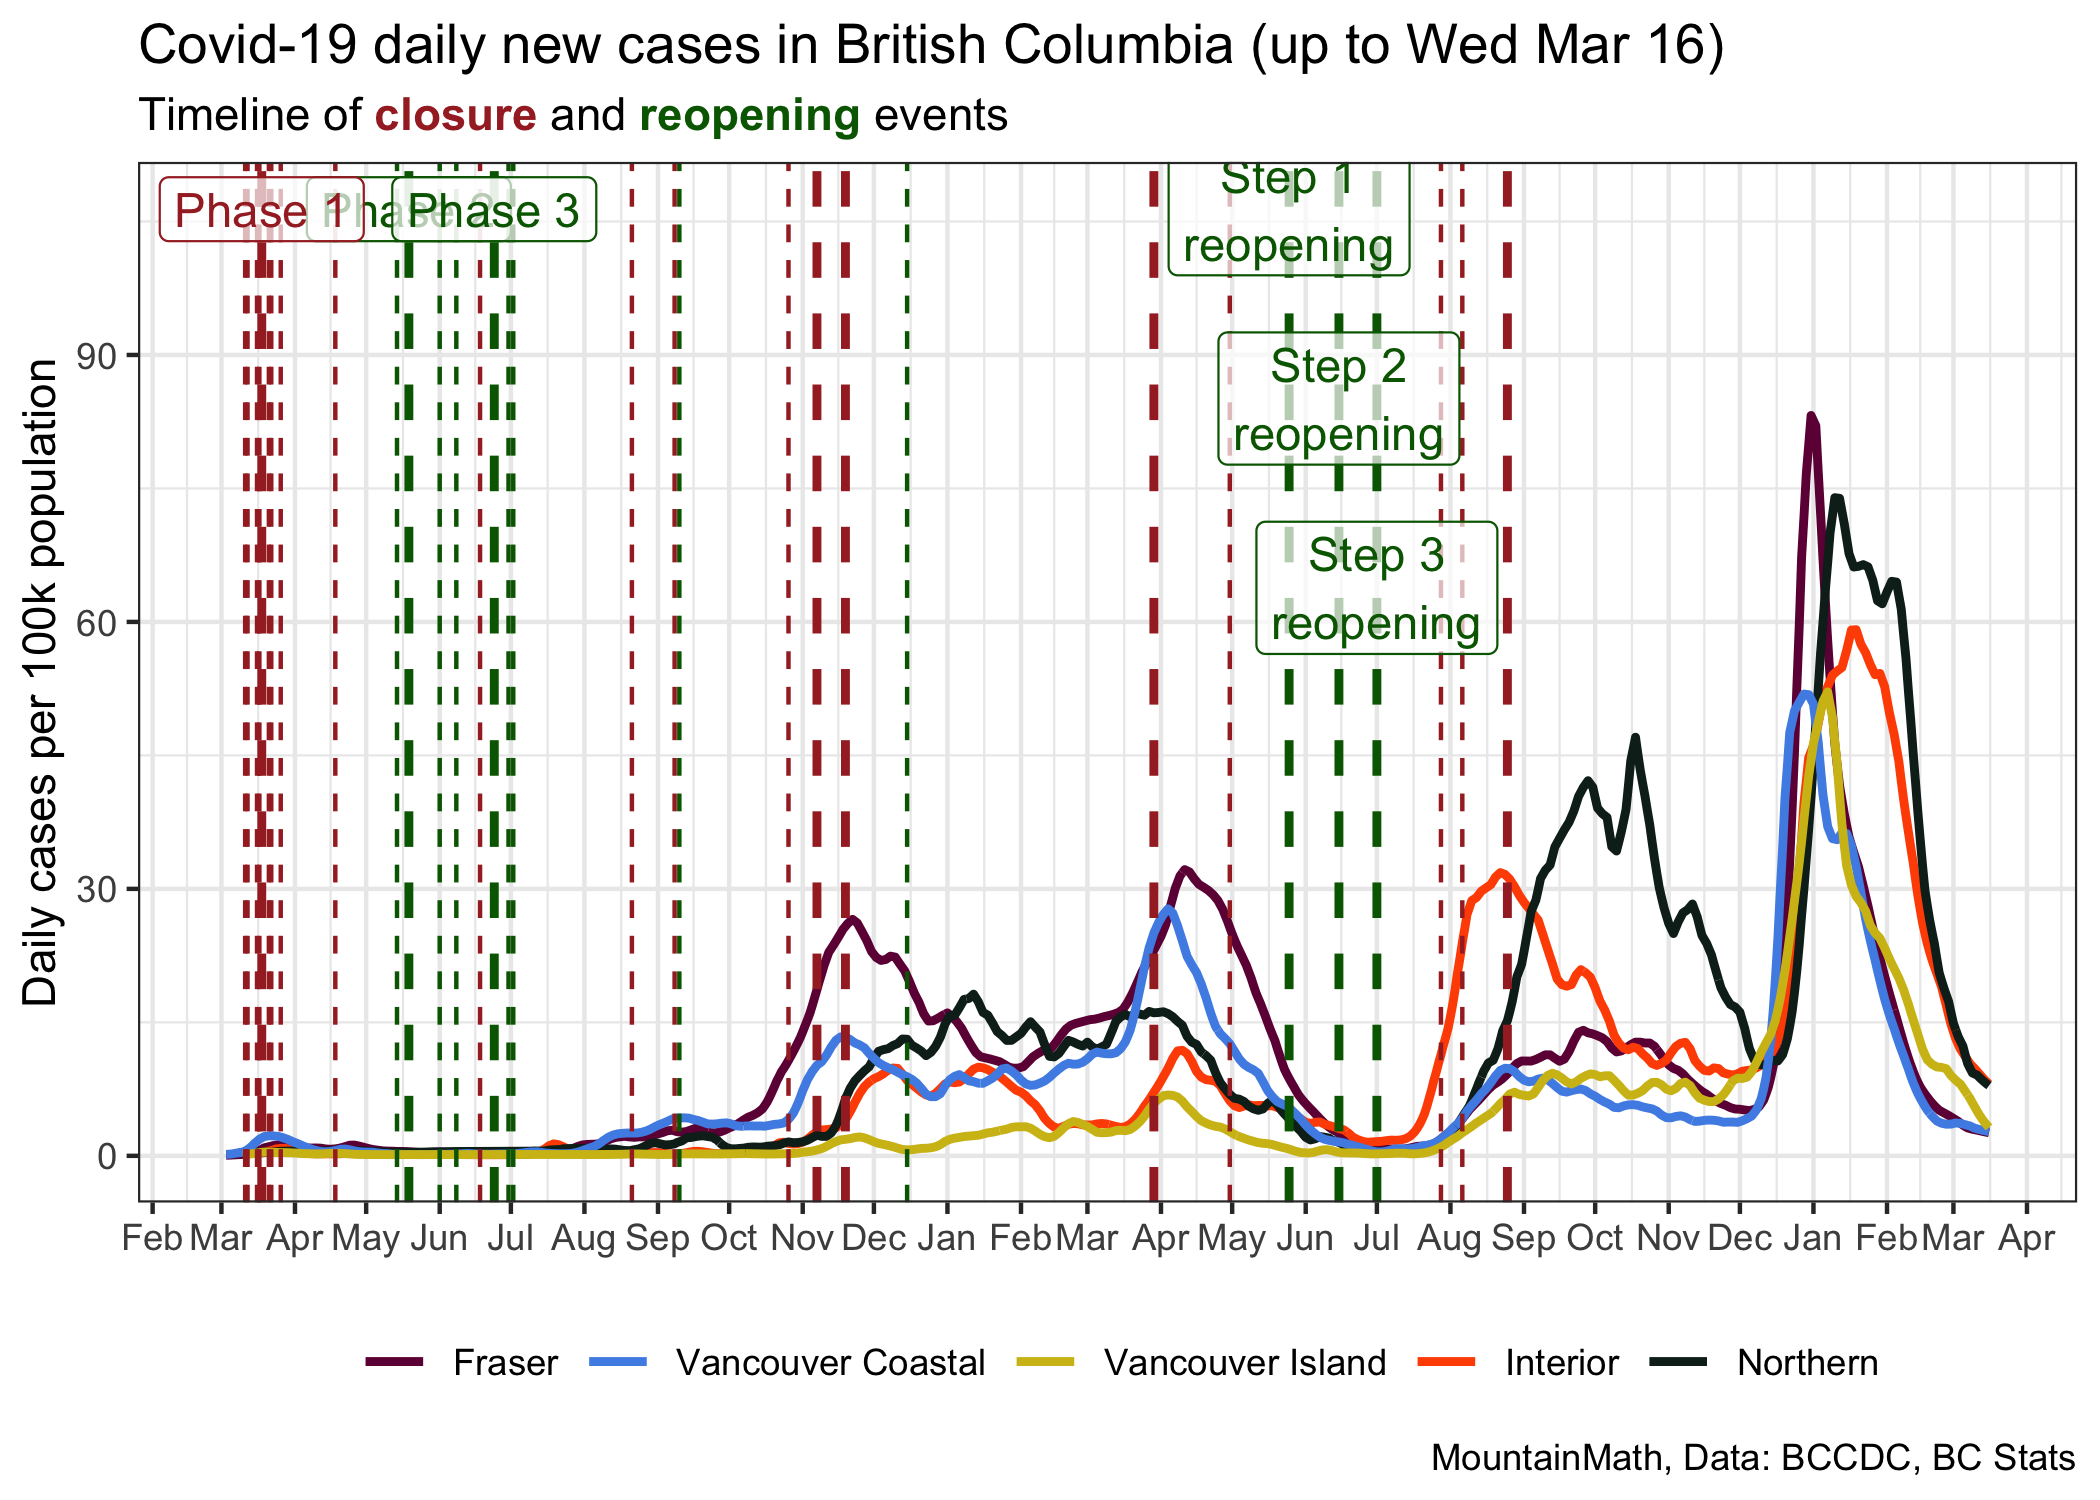 Covid-19 daily new cases in British Columbia (up to Wed Mar 16)
Timeline of closure and reopening events
Phase 1
Phase 2
Phase 3
Step 1
reopening
Step 2
reopening
Step 3
reopening
Daily cases per 100k population
90
60
30
0
Feb Mar Apr May Jun Jul Aug Sep Oct Nov Dec Jan Feb Mar Apr May Jun Jul Aug Sep Oct Nov Dec Jan Feb Mar Apr
Fraser Vancouver Coastal Vancouver Island Interior Northern
MountainMath, Data: BCCDC, BC Stats